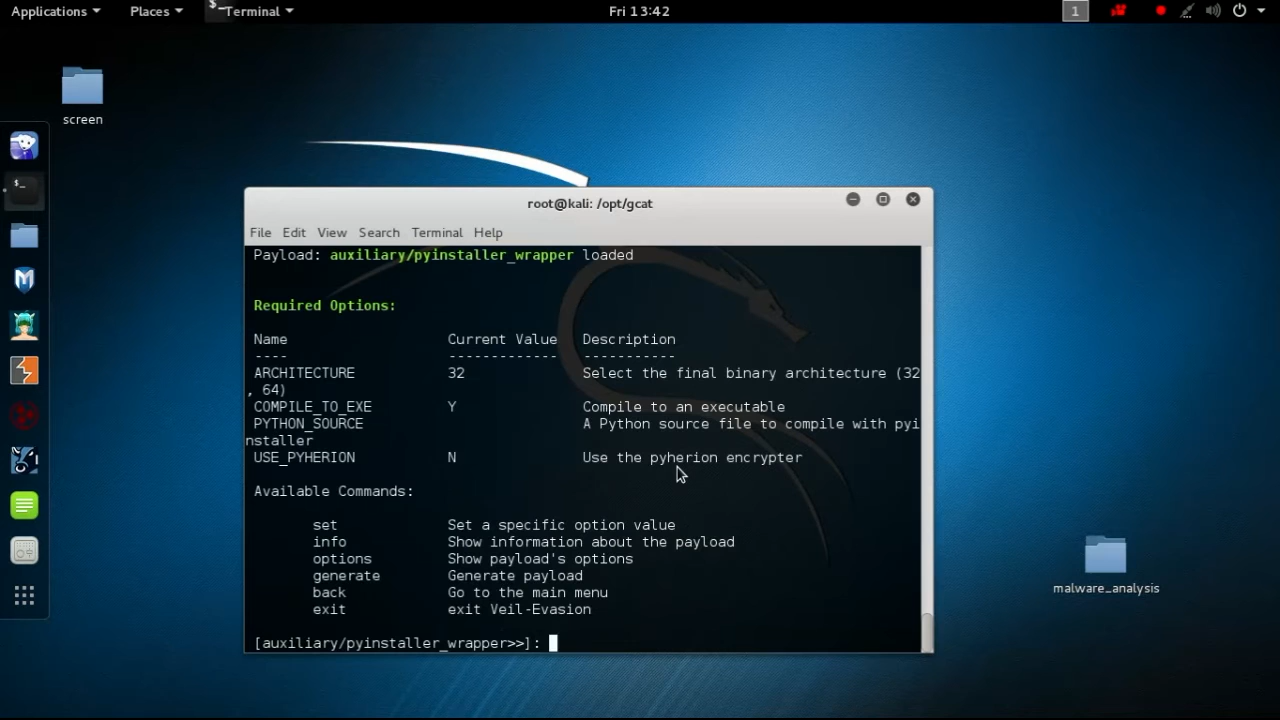 Applications Places Terminal Fri 13:42 1
screen
root@kali: /opt/gcat
File Edit View Search Terminal Help
Payload: auxiliary/pyinstaller_wrapper loaded
Required Options:
Name Current Value Description
---- ------------- -----------
ARCHITECTURE 32 Select the final binary architecture (32
, 64)
COMPILE_TO_EXE Y Compile to an executable
PYTHON_SOURCE A Python source file to compile with pyi
nstaller
USE_PYHERION N Use the pyherion encrypter
Available Commands:
set Set a specific option value
info Show information about the payload
options Show payload's options
generate Generate payload
back Go to the main menu
exit exit Veil-Evasion
[auxiliary/pyinstaller_wrapper>>]:
malware_analysis